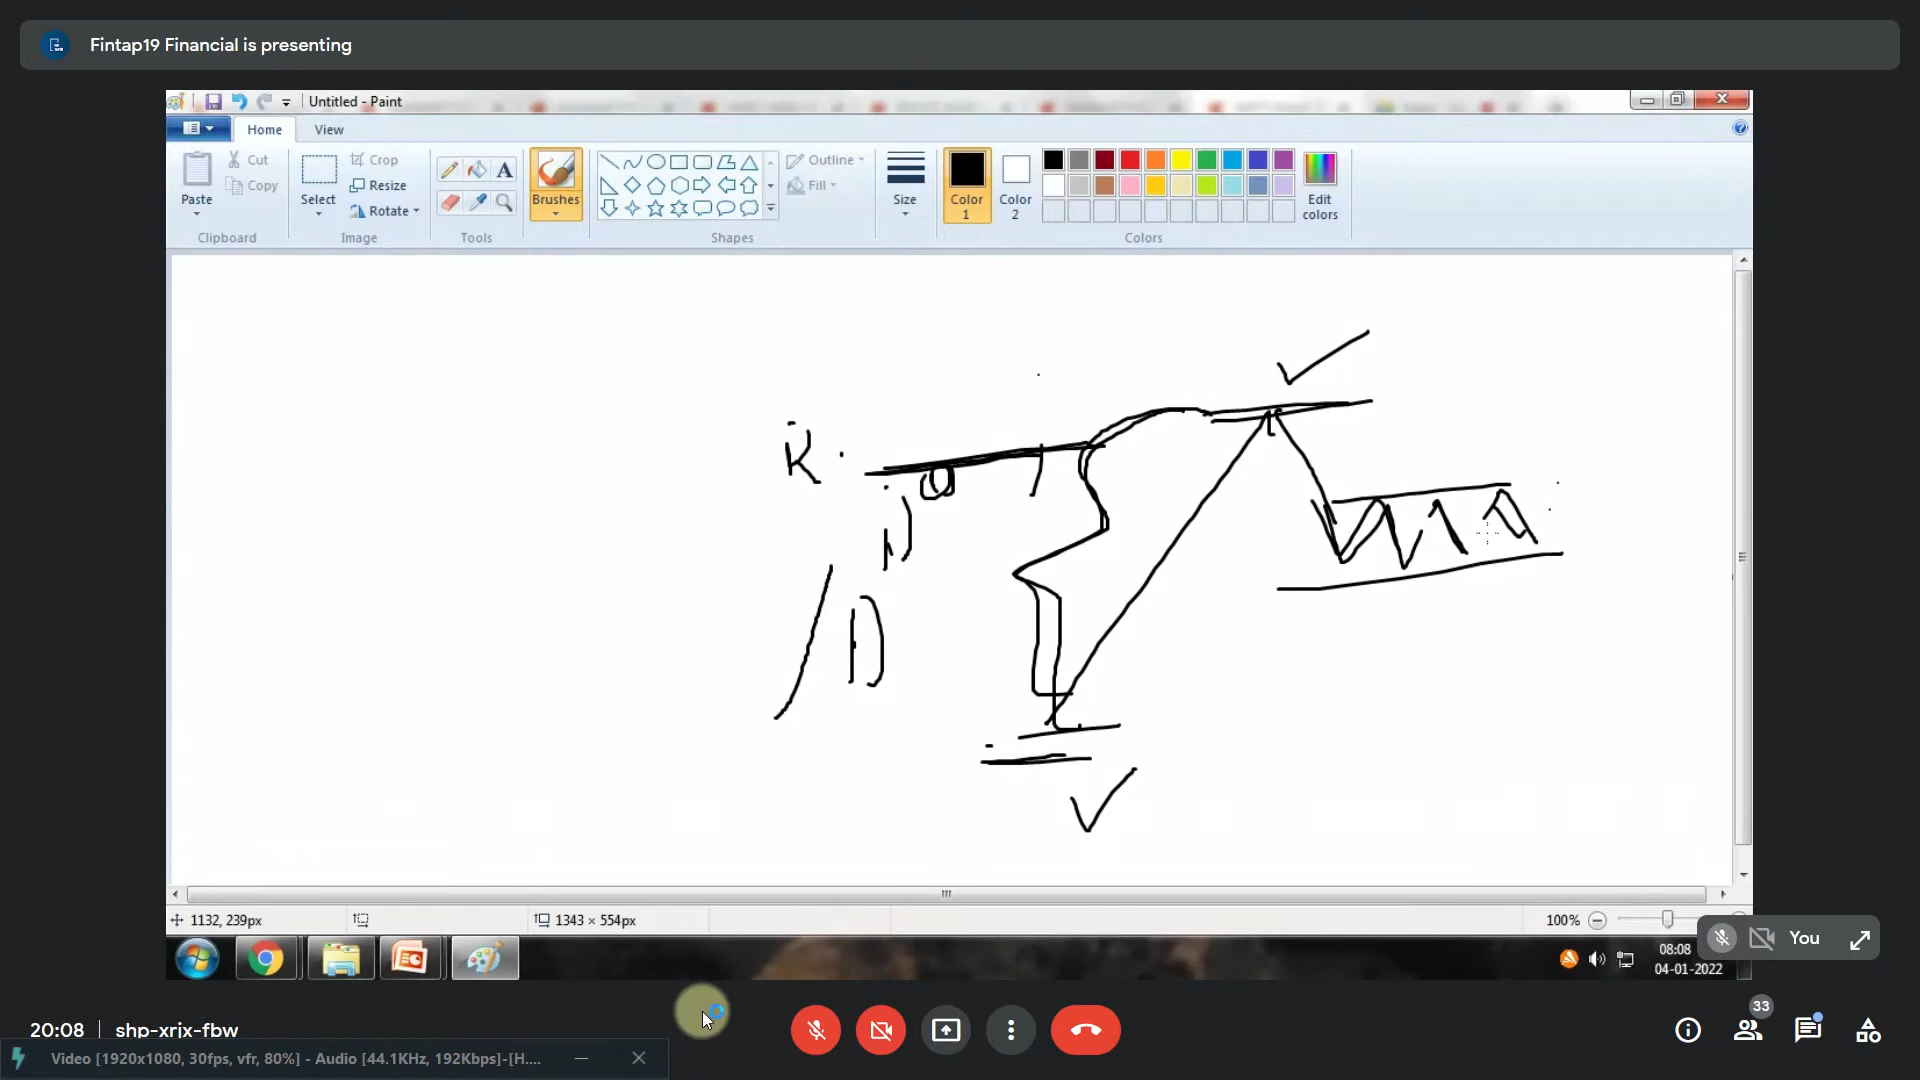 Fintap19 Financial is presenting
Untitled - Paint
Home View
Paste
Cut
Copy
Clipboard
Select
Crop
Resize
Rotate
Image
A
Tools
Brushes
Outline
Fill
Shapes
Size
Color
1
Color
2
Edit
colors
Colors
R
1132, 239px
1343 × 554px
100%
You
08:08
04-01-2022
20:08 | shp-xrjx-fbw
33
Video [1920x1080, 30fps, vfr, 80%] - Audio [44.1KHz, 192Kbps]-[H....